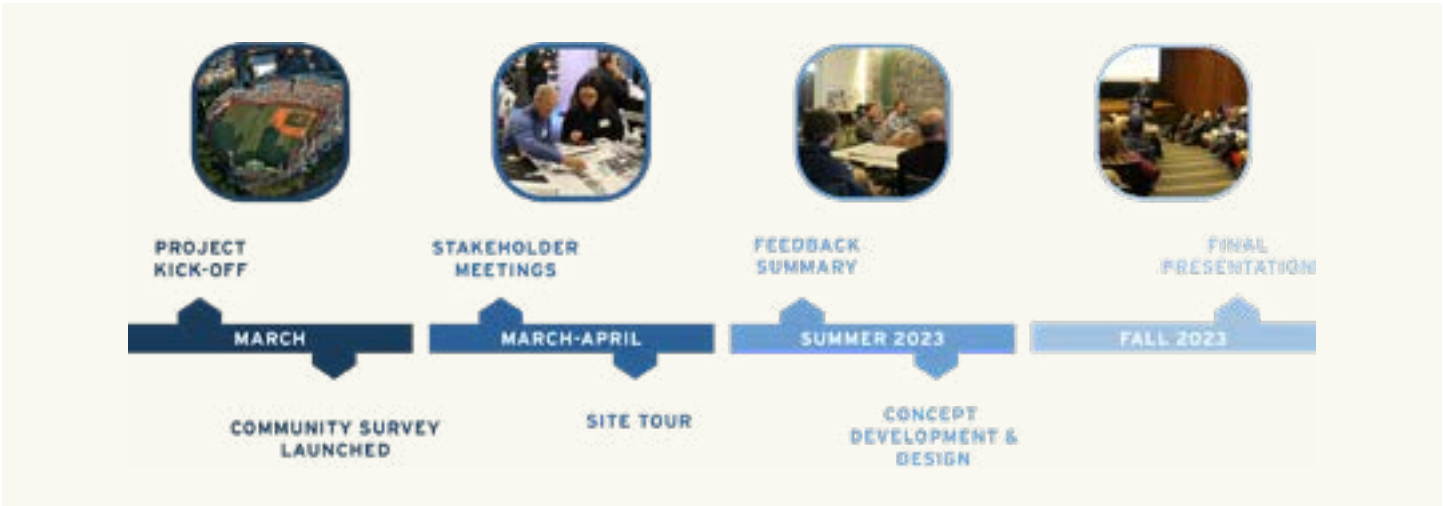 PROJECT
KICK-OFF
STAKEHOLDER
MEETINGS
FEEDBACK
SUMMARY
FINAL
PRESENTATION
MARCH
MARCH-APRIL
SUMMER 2023
FALL 2023
COMMUNITY SURVEY
LAUNCHED
SITE TOUR
CONCEPT
DEVELOPMENT &
DESIGN